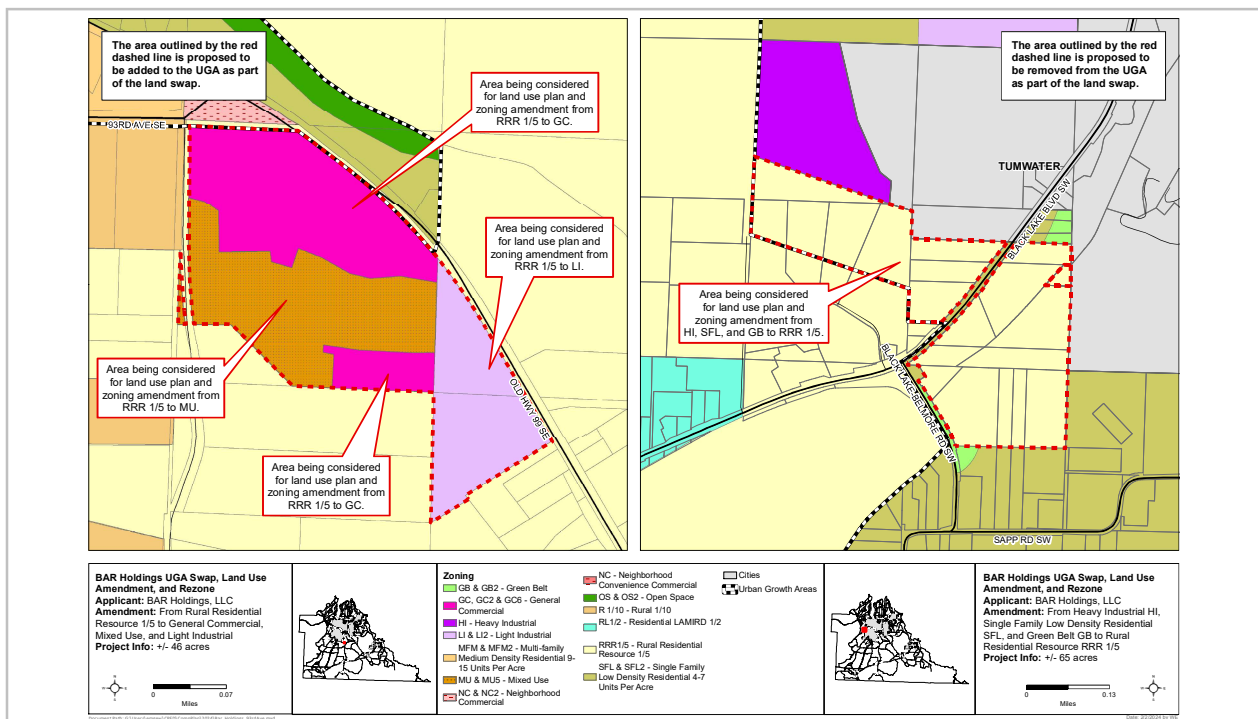 The area outlined by the red
dashed line is proposed to
be added to the UGA as part
of the land swap.
93RD AVE SE
Area being considered
for land use plan and
zoning amendment from
RRR 1/5 to GC.
Area being considered
for land use plan and
zoning amendment from
RRR 1/5 to LI.
Area being considered
for land use plan and
zoning amendment from
RRR 1/5 to MU.
Area being considered
for land use plan and
zoning amendment from
RRR 1/5 to GC.
OLD HWY 99 SE
The area outlined by the red
dashed line is proposed to
be removed from the UGA
as part of the land swap.
TUMWATER
BLACK LAKE BLVD SW
Area being considered
for land use plan and
zoning amendment from
HI, SFL, and GB to RRR 1/5.
BLACK LAKE-BELMORE RD SW
SAPP RD SW
BAR Holdings UGA Swap, Land Use
Amendment, and Rezone
Applicant: BAR Holdings, LLC
Amendment: From Rural Residential
Resource 1/5 to General Commercial,
Mixed Use, and Light Industrial
Project Info: +/- 46 acres
0 0.07
Miles
Zoning
GB & GB2 - Green Belt
GC, GC2 & GC6 - General
Commercial
HI - Heavy Industrial
LI & LI2 - Light Industrial
MFM & MFM2 - Multi-family
Medium Density Residential 9-
15 Units Per Acre
MU & MU5 - Mixed Use
NC & NC2 - Neighborhood
Commercial
NC - Neighborhood
Convenience Commercial
OS & OS2 - Open Space
R 1/10 - Rural 1/10
RL1/2 - Residential LAMIRD 1/2
RRR1/5 - Rural Residential
Resource 1/5
SFL & SFL2 - Single Family
Low Density Residential 4-7
Units Per Acre
Cities
Urban Growth Areas
BAR Holdings UGA Swap, Land Use
Amendment, and Rezone
Applicant: BAR Holdings, LLC
Amendment: From Heavy Industrial HI,
Single Family Low Density Residential
SFL, and Green Belt GB to Rural
Residential Resource RRR 1/5
Project Info: +/- 65 acres
0 0.13
Miles
Date: 2/2/2024 by WE